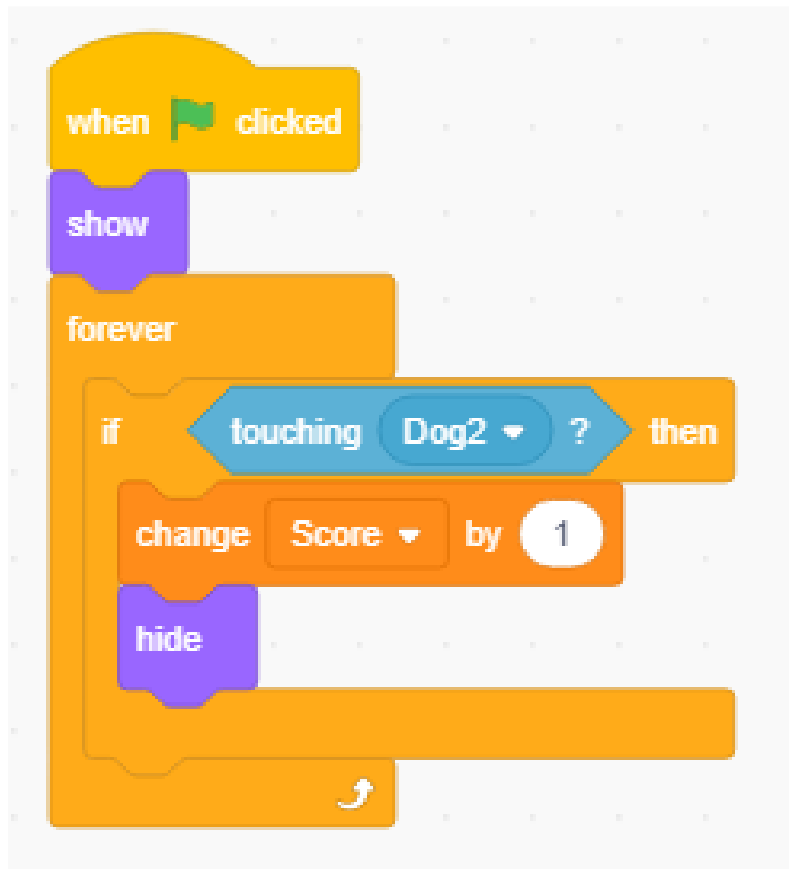 when clicked
show
forever
if touching Dog2 ? then
change Score by 1
hide